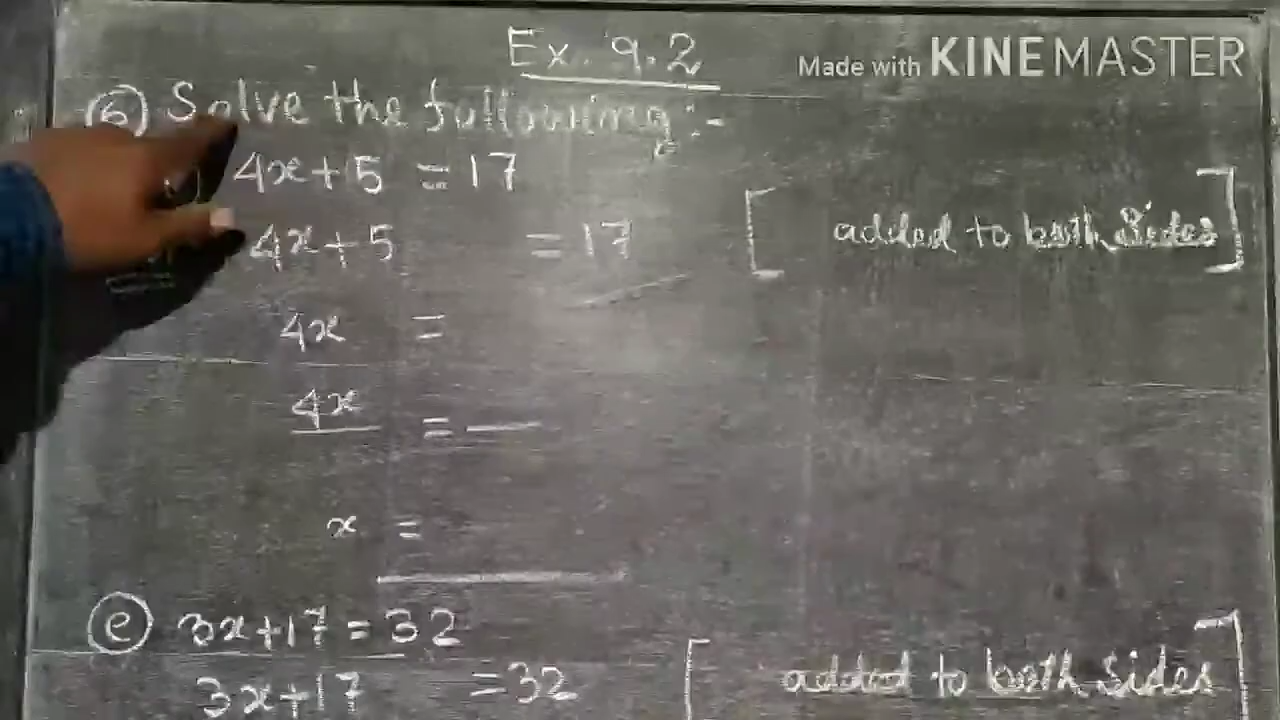 Ex. 9.2
Made with KINEMASTER
(6) Solve the following:-
4x+5 = 17
4x+5 = 17
[ added to both sides ]
4x =
4x = 
x =
(e) 3x+17 = 32
3x+17 = 32
[ added to both sides ]